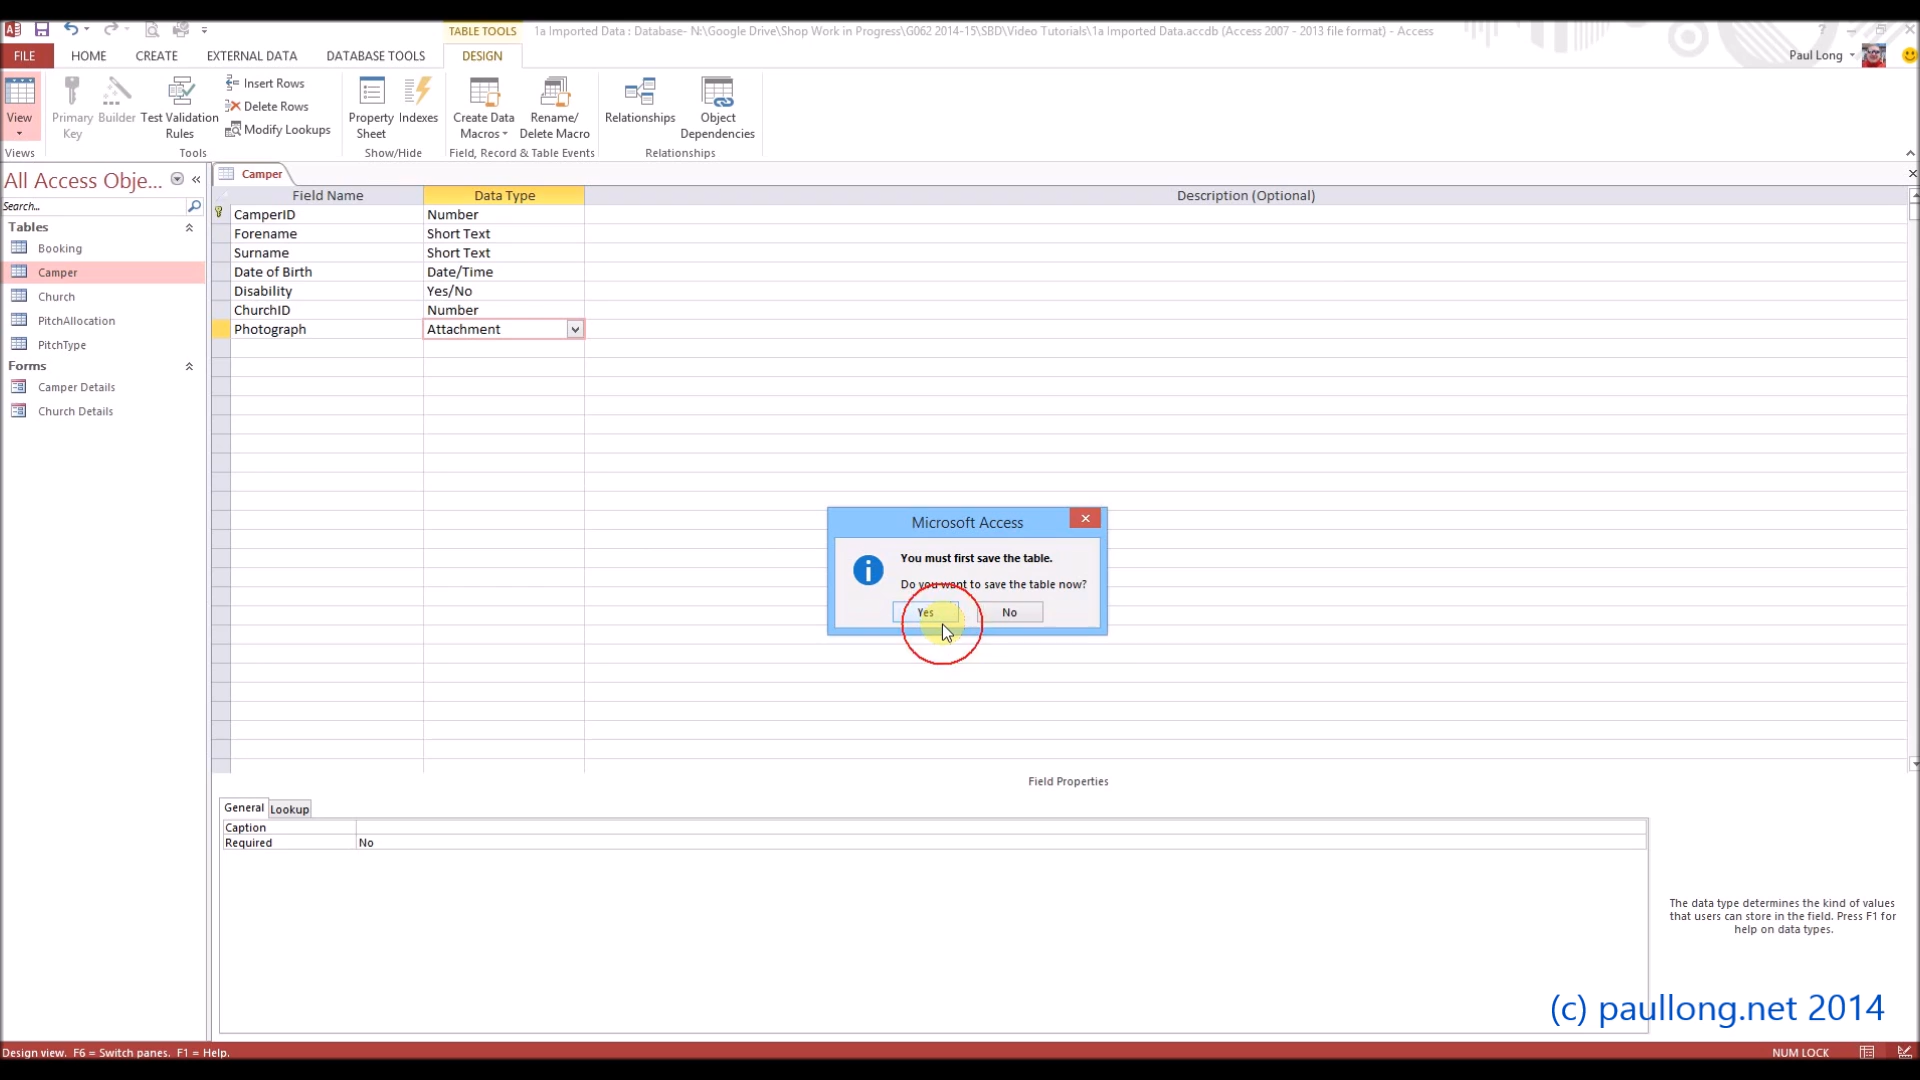 TABLE TOOLS
1a Imported Data : Database- N:\Google Drive\Shop Work in Progress\G062 2014-15\SBD\Video Tutorials\1a Imported Data.accdb (Access 2007 - 2013 file format) - Access
FILE HOME CREATE EXTERNAL DATA DATABASE TOOLS DESIGN
Paul Long
View
Primary Key
Builder
Test Validation Rules
Insert Rows
Delete Rows
Modify Lookups
Property Sheet
Indexes
Create Data Macros
Rename/ Delete Macro
Relationships
Object Dependencies
Views
Tools
Show/Hide
Field, Record & Table Events
Relationships
All Access Obje...
Search...
Tables
Booking
Camper
Church
PitchAllocation
PitchType
Forms
Camper Details
Church Details
Camper
Field Name Data Type Description (Optional)
CamperID Number
Forename Short Text
Surname Short Text
Date of Birth Date/Time
Disability Yes/No
ChurchID Number
Photograph Attachment
Microsoft Access
You must first save the table.
Do you want to save the table now?
Yes No
Field Properties
General Lookup
Caption
Required No
The data type determines the kind of values
that users can store in the field. Press F1 for
help on data types.
(c) paullong.net 2014
Design view. F6 = Switch panes. F1 = Help.
NUM LOCK